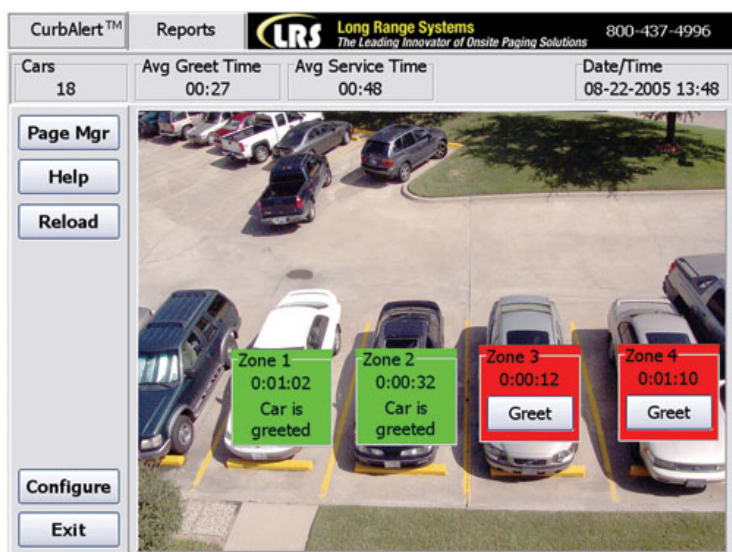 CurbAlert™
Reports
LRS
Long Range Systems
The Leading Innovator of Onsite Paging Solutions
800-437-4996
Cars
18
Avg Greet Time
00:27
Avg Service Time
00:48
Date/Time
08-22-2005 13:48
Page Mgr
Help
Reload
Zone 1
0:01:02
Car is
greeted
Zone 2
0:00:32
Car is
greeted
Zone 3
0:00:12
Greet
Zone 4
0:01:10
Greet
Configure
Exit